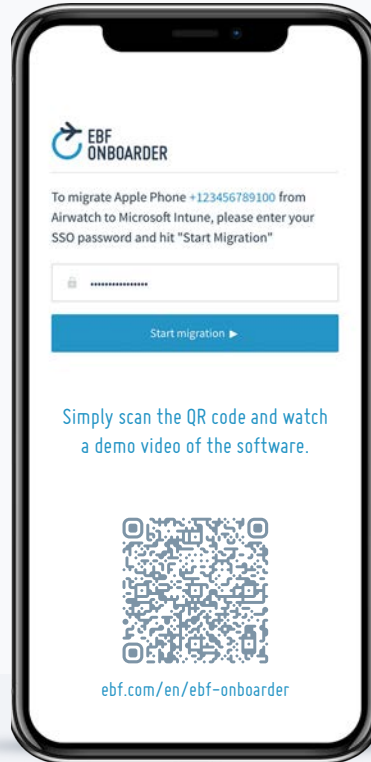 EBF
ONBOARDER
To migrate Apple Phone +123456789100 from
Airwatch to Microsoft Intune, please enter your
SSO password and hit "Start Migration"
••••••••••••••••
Start migration ▶
Simply scan the QR code and watch
a demo video of the software.
ebf.com/en/ebf-onboarder